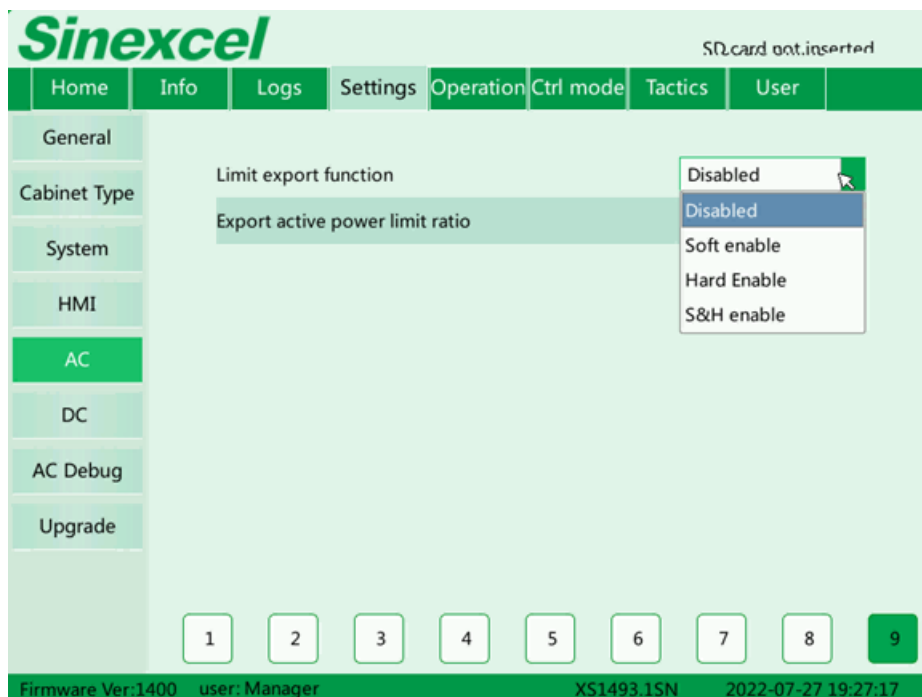 Sinexcel
SD card not inserted
Home Info Logs Settings Operation Ctrl mode Tactics User
General
Cabinet Type
System
HMI
AC
DC
AC Debug
Upgrade
Limit export function Disabled
Export active power limit ratio
Disabled
Soft enable
Hard Enable
S&H enable
1 2 3 4 5 6 7 8 9
Firmware Ver:1400 user: Manager XS1493.1SN 2022-07-27 19:27:17